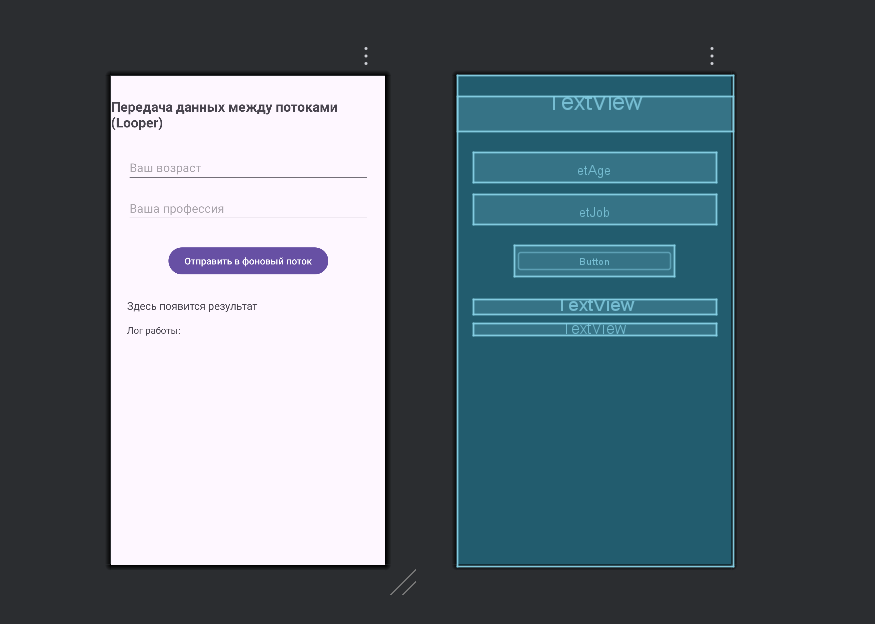 Передача данных между потоками
(Looper)
Ваш возраст
Ваша профессия
Отправить в фоновый поток
Здесь появится результат
Лог работы:
TextView
etAge
etJob
Button
TextView
TextView